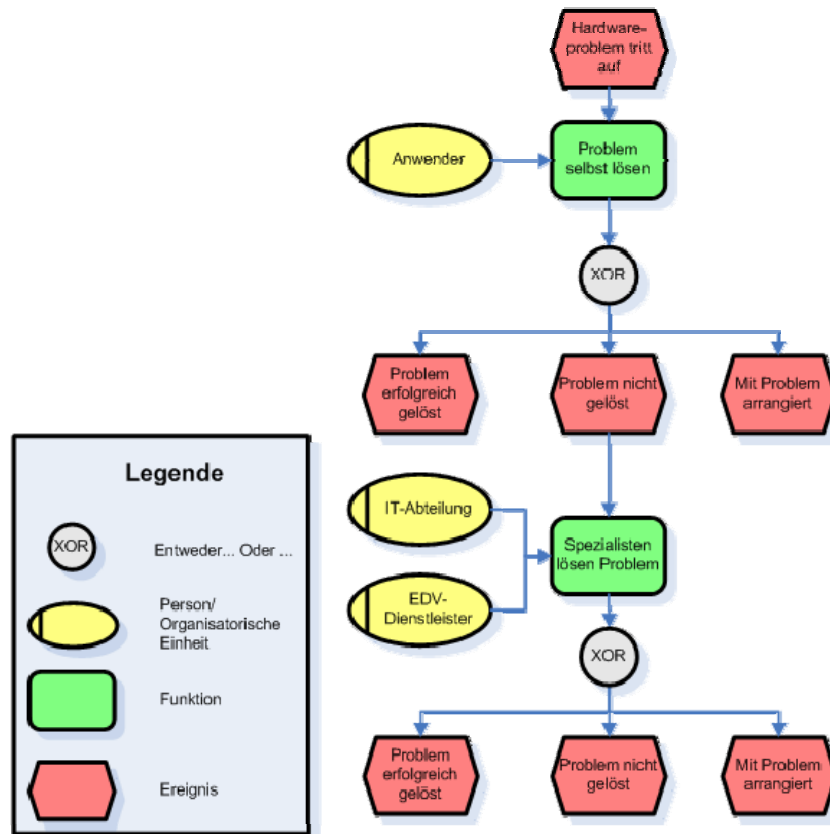 Hardware-
problem tritt
auf
Anwender
Problem
selbst lösen
XOR
Problem
erfolgreich
gelöst
Problem nicht
gelöst
Mit Problem
arrangiert
IT-Abteilung
EDV-
Dienstleister
Spezialisten
lösen Problem
XOR
Problem
erfolgreich
gelöst
Problem nicht
gelöst
Mit Problem
arrangiert
Legende
XOR
Entweder... Oder ...
Person/
Organisatorische
Einheit
Funktion
Ereignis